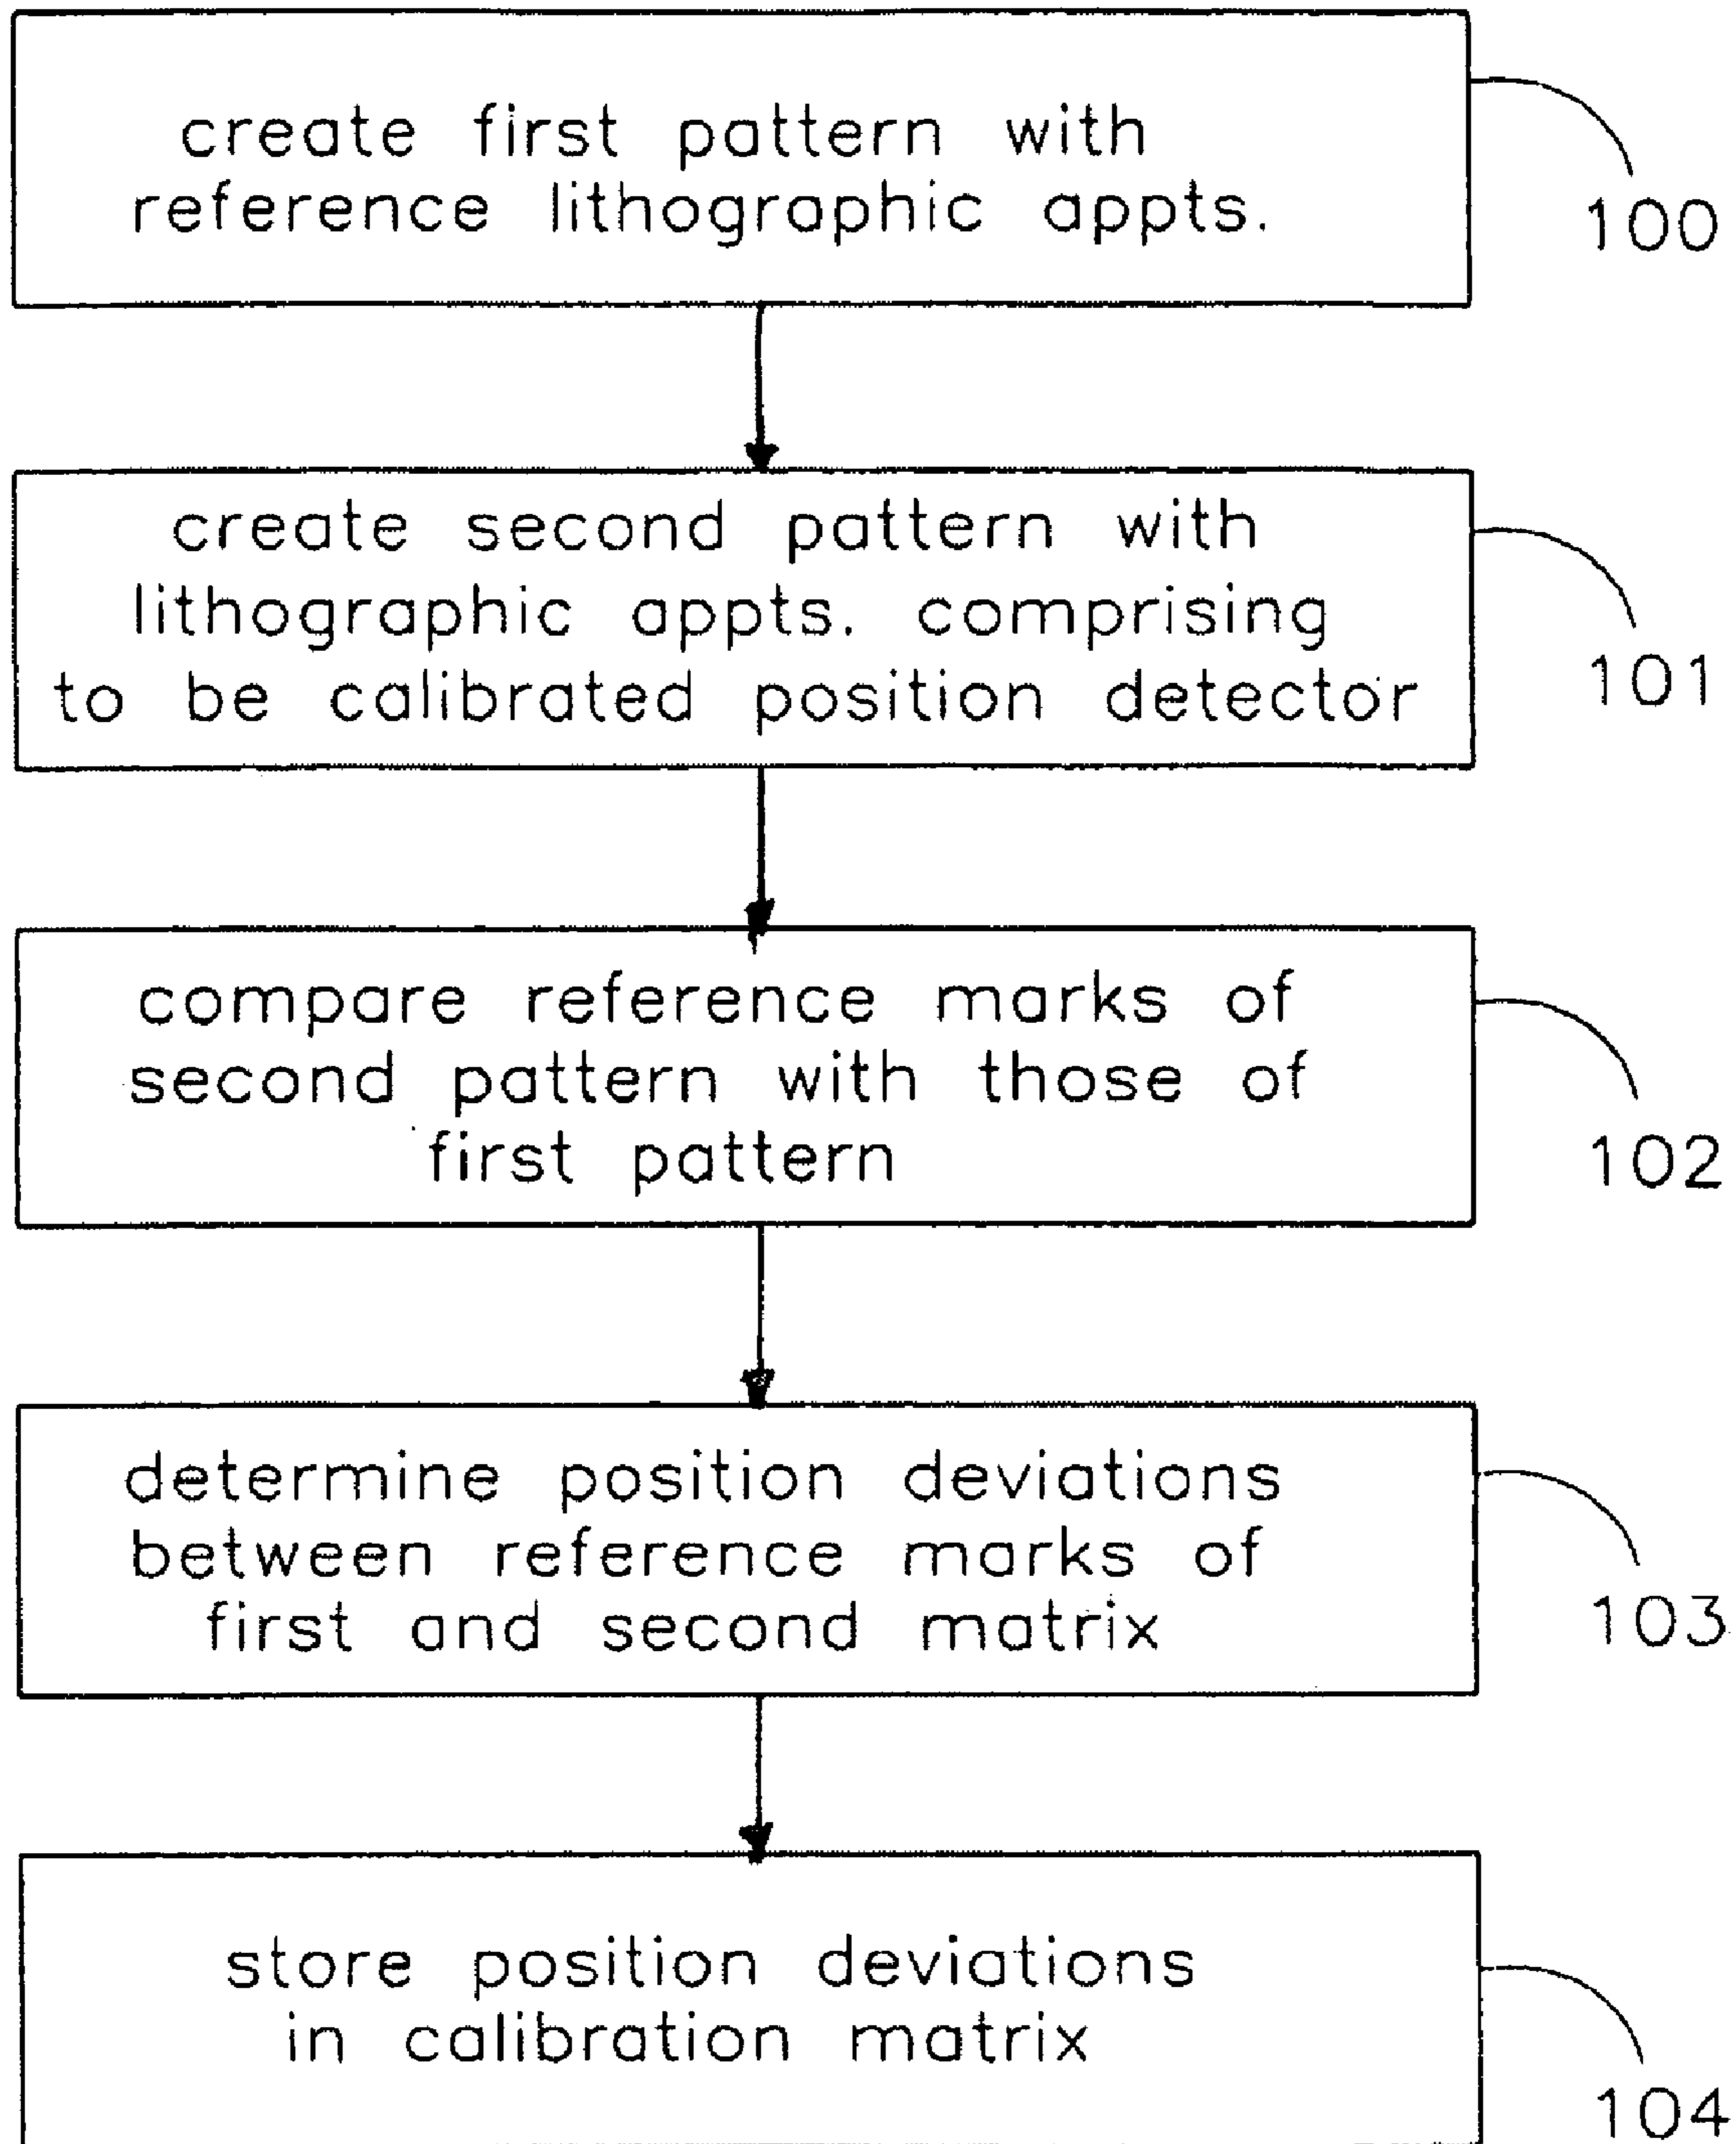 create first pattern with
reference lithographic appts.
100
create second pattern with
lithographic appts. comprising
to be calibrated position detector
101
compare reference marks of
second pattern with those of
first pattern
102
determine position deviations
between reference marks of
first and second matrix
103
store position deviations
in calibration matrix
104